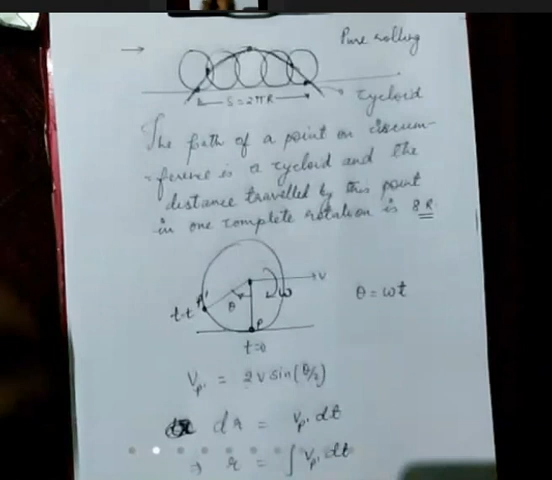 Pure rolling
S = 2πR
cycloid
The path of a point on circum-
-ference is a cycloid and the
distance travelled by this point
in one complete rotation is 8R.
v
P'
θ
ω
θ = ωt
t=t
P
t=0
Vp' = 2v sin(θ/2)
dr = Vp' dt
⇒ r = ∫ Vp' dt